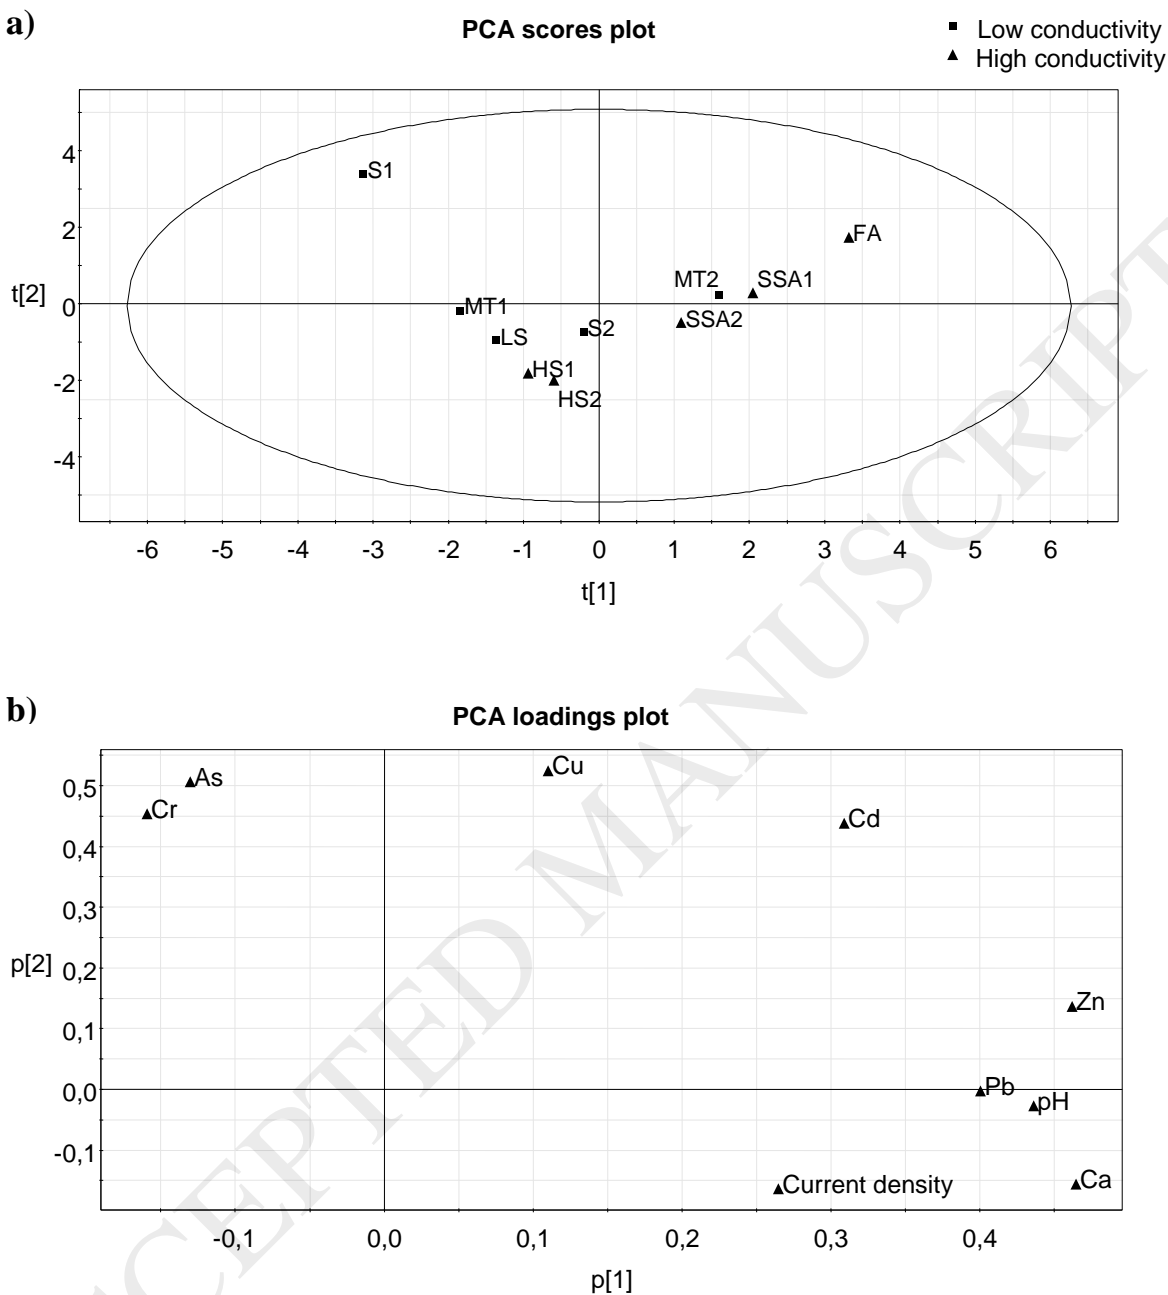 a)
PCA scores plot
Low conductivity
High conductivity
4
2
0
-2
-4
t[2]
S1
FA
MT2
SSA1
MT1
S2
SSA2
LS
HS1
HS2
-6 -5 -4 -3 -2 -1 0 1 2 3 4 5 6
t[1]
b)
PCA loadings plot
0,5
0,4
0,3
0,2
0,1
0,0
-0,1
p[2]
As
Cu
Cr
Cd
Zn
Pb
pH
Current density
Ca
-0,1 0,0 0,1 0,2 0,3 0,4
p[1]
CEPTED MANUSCRIPT